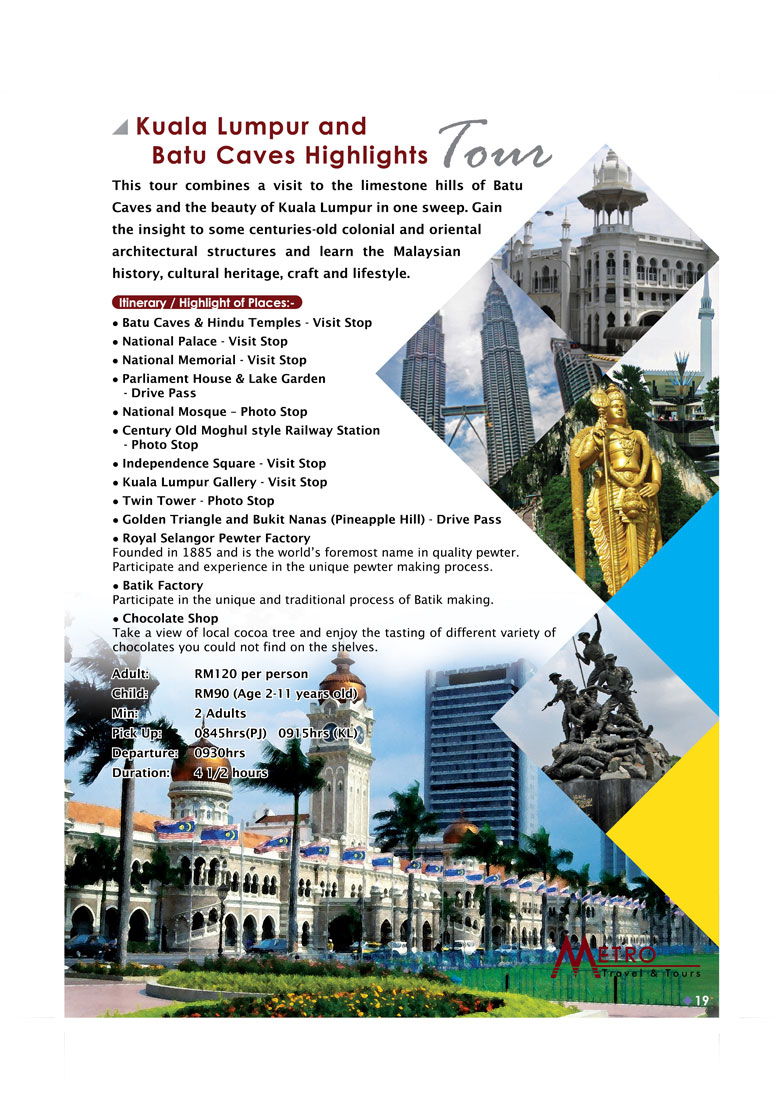 Kuala Lumpur and
Batu Caves Highlights Tour
This tour combines a visit to the limestone hills of Batu
Caves and the beauty of Kuala Lumpur in one sweep. Gain
the insight to some centuries-old colonial and oriental
architectural structures and learn the Malaysian
history, cultural heritage, craft and lifestyle.
Itinerary / Highlight of Places:-
● Batu Caves & Hindu Temples - Visit Stop
● National Palace - Visit Stop
● National Memorial - Visit Stop
● Parliament House & Lake Garden
- Drive Pass
● National Mosque – Photo Stop
● Century Old Moghul style Railway Station
- Photo Stop
● Independence Square - Visit Stop
● Kuala Lumpur Gallery - Visit Stop
● Twin Tower - Photo Stop
● Golden Triangle and Bukit Nanas (Pineapple Hill) - Drive Pass
● Royal Selangor Pewter Factory
Founded in 1885 and is the world's foremost name in quality pewter.
Participate and experience in the unique pewter making process.
● Batik Factory
Participate in the unique and traditional process of Batik making.
● Chocolate Shop
Take a view of local cocoa tree and enjoy the tasting of different variety of
chocolates you could not find on the shelves.
Adult: RM120 per person
Child: RM90 (Age 2-11 years old)
Min: 2 Adults
Pick Up: 0845hrs(PJ) 0915hrs (KL)
Departure: 0930hrs
Duration: 4 1/2 hours
METRO
Travel & Tours
19